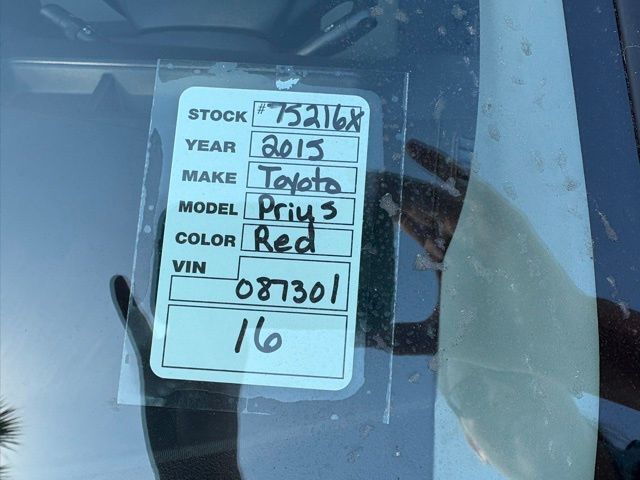 STOCK #75216X
YEAR 2015
MAKE Toyota
MODEL Prius
COLOR Red
VIN
087301
16